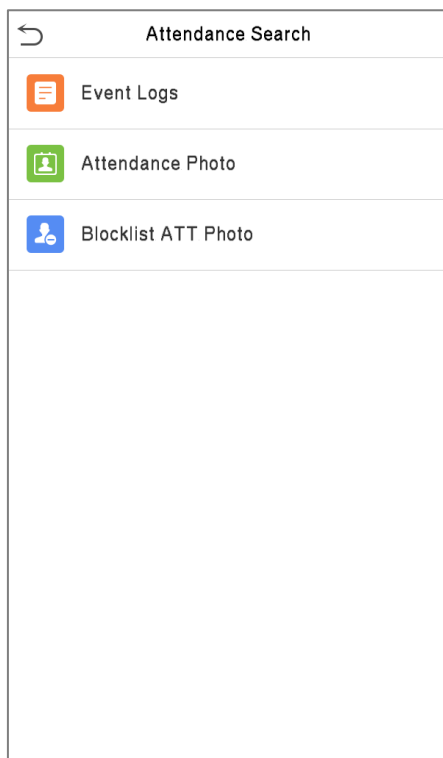 Attendance Search
Event Logs
Attendance Photo
Blocklist ATT Photo